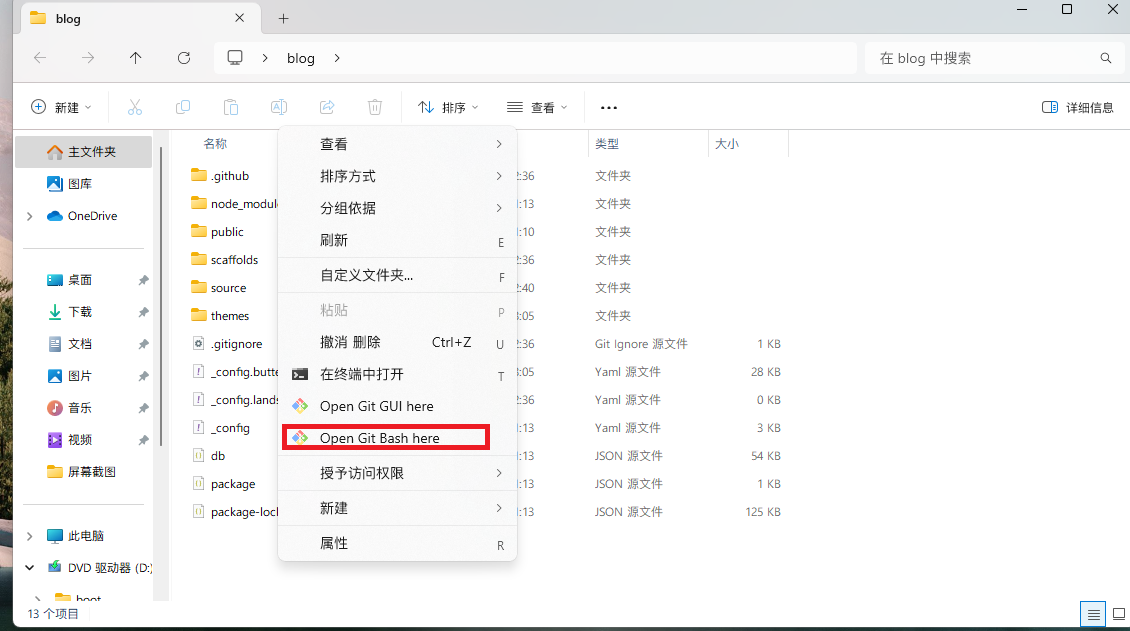 blog
blog
在 blog 中搜索
新建
排序
查看
详细信息
主文件夹
图库
OneDrive
桌面
下载
文档
图片
音乐
视频
屏幕截图
此电脑
DVD 驱动器 (D:)
boot
名称
类型
大小
.github
2:36
文件夹
node_modul
1:13
文件夹
public
1:10
文件夹
scaffolds
2:36
文件夹
source
2:40
文件夹
themes
3:05
文件夹
.gitignore
2:36
Git Ignore 源文件
1 KB
_config.butte
3:05
Yaml 源文件
28 KB
_config.lands
2:36
Yaml 源文件
0 KB
_config
1:13
Yaml 源文件
3 KB
db
1:13
JSON 源文件
54 KB
package
1:13
JSON 源文件
1 KB
package-lock
1:13
JSON 源文件
125 KB
查看
排序方式
分组依据
刷新 E
自定义文件夹... F
粘贴 P
撤消 删除 Ctrl+Z U
在终端中打开 T
Open Git GUI here
Open Git Bash here
授予访问权限
新建
属性 R
13 个项目